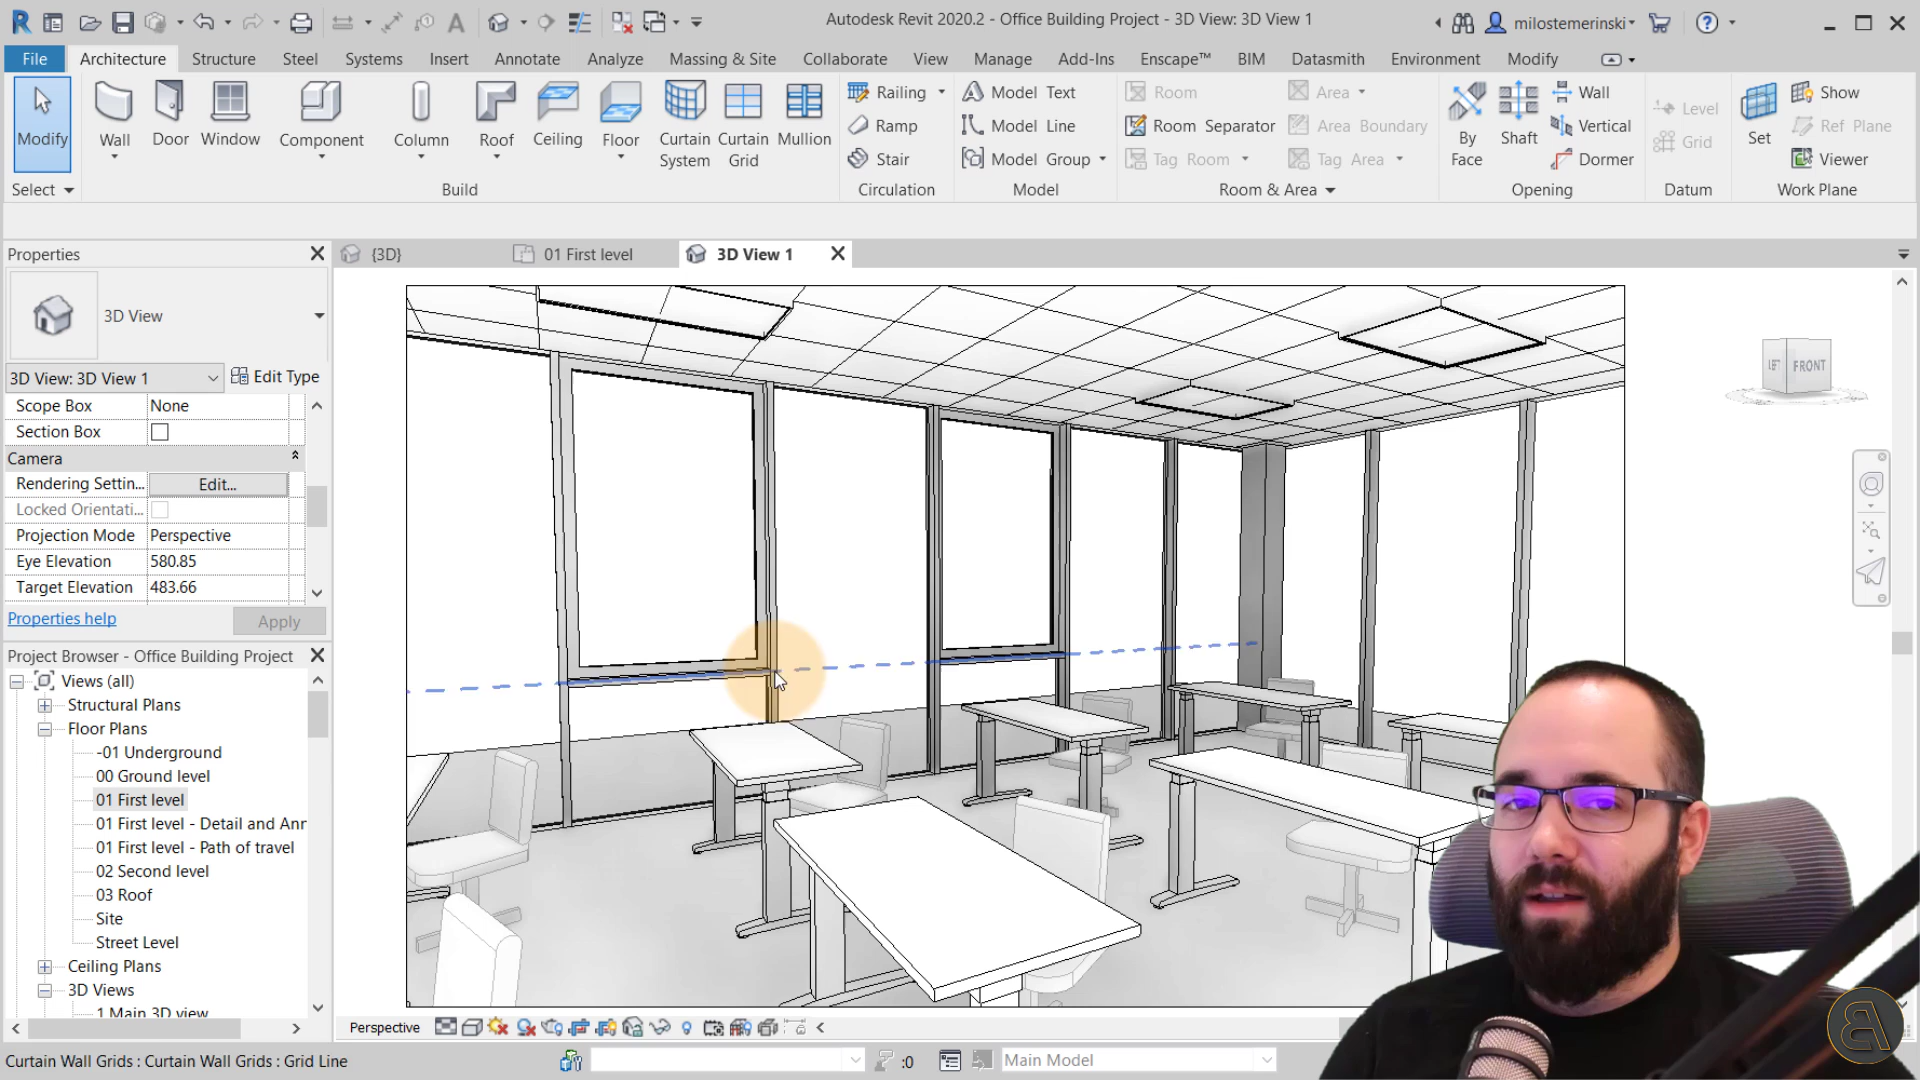 Autodesk Revit 2020.2 - Office Building Project - 3D View: 3D View 1
milostemerinski
File Architecture Structure Steel Systems Insert Annotate Analyze Massing & Site Collaborate View Manage Add-Ins Enscape™ BIM Datasmith Environment Modify
Modify
Wall
Door
Window
Component
Column
Roof
Ceiling
Floor
Curtain System
Curtain Grid
Mullion
Railing
Ramp
Stair
Model Text
Model Line
Model Group
Room
Room Separator
Tag Room
Area
Area Boundary
Tag Area
By Face
Shaft
Wall
Vertical
Dormer
Level
Grid
Set
Show
Ref Plane
Viewer
Select
Build
Circulation
Model
Room & Area
Opening
Datum
Work Plane
Properties
{3D}
01 First level
3D View 1
3D View
3D View: 3D View 1
Edit Type
Scope Box None
Section Box
Camera
Rendering Settin... Edit...
Locked Orientati...
Projection Mode Perspective
Eye Elevation 580.85
Target Elevation 483.66
Properties help
Apply
Project Browser - Office Building Project
Views (all)
Structural Plans
Floor Plans
-01 Underground
00 Ground level
01 First level
01 First level - Detail and Anr
01 First level - Path of travel
02 Second level
03 Roof
Site
Street Level
Ceiling Plans
3D Views
1 Main 3D view
FRONT
Perspective
Curtain Wall Grids : Curtain Wall Grids : Grid Line
:0
Main Model